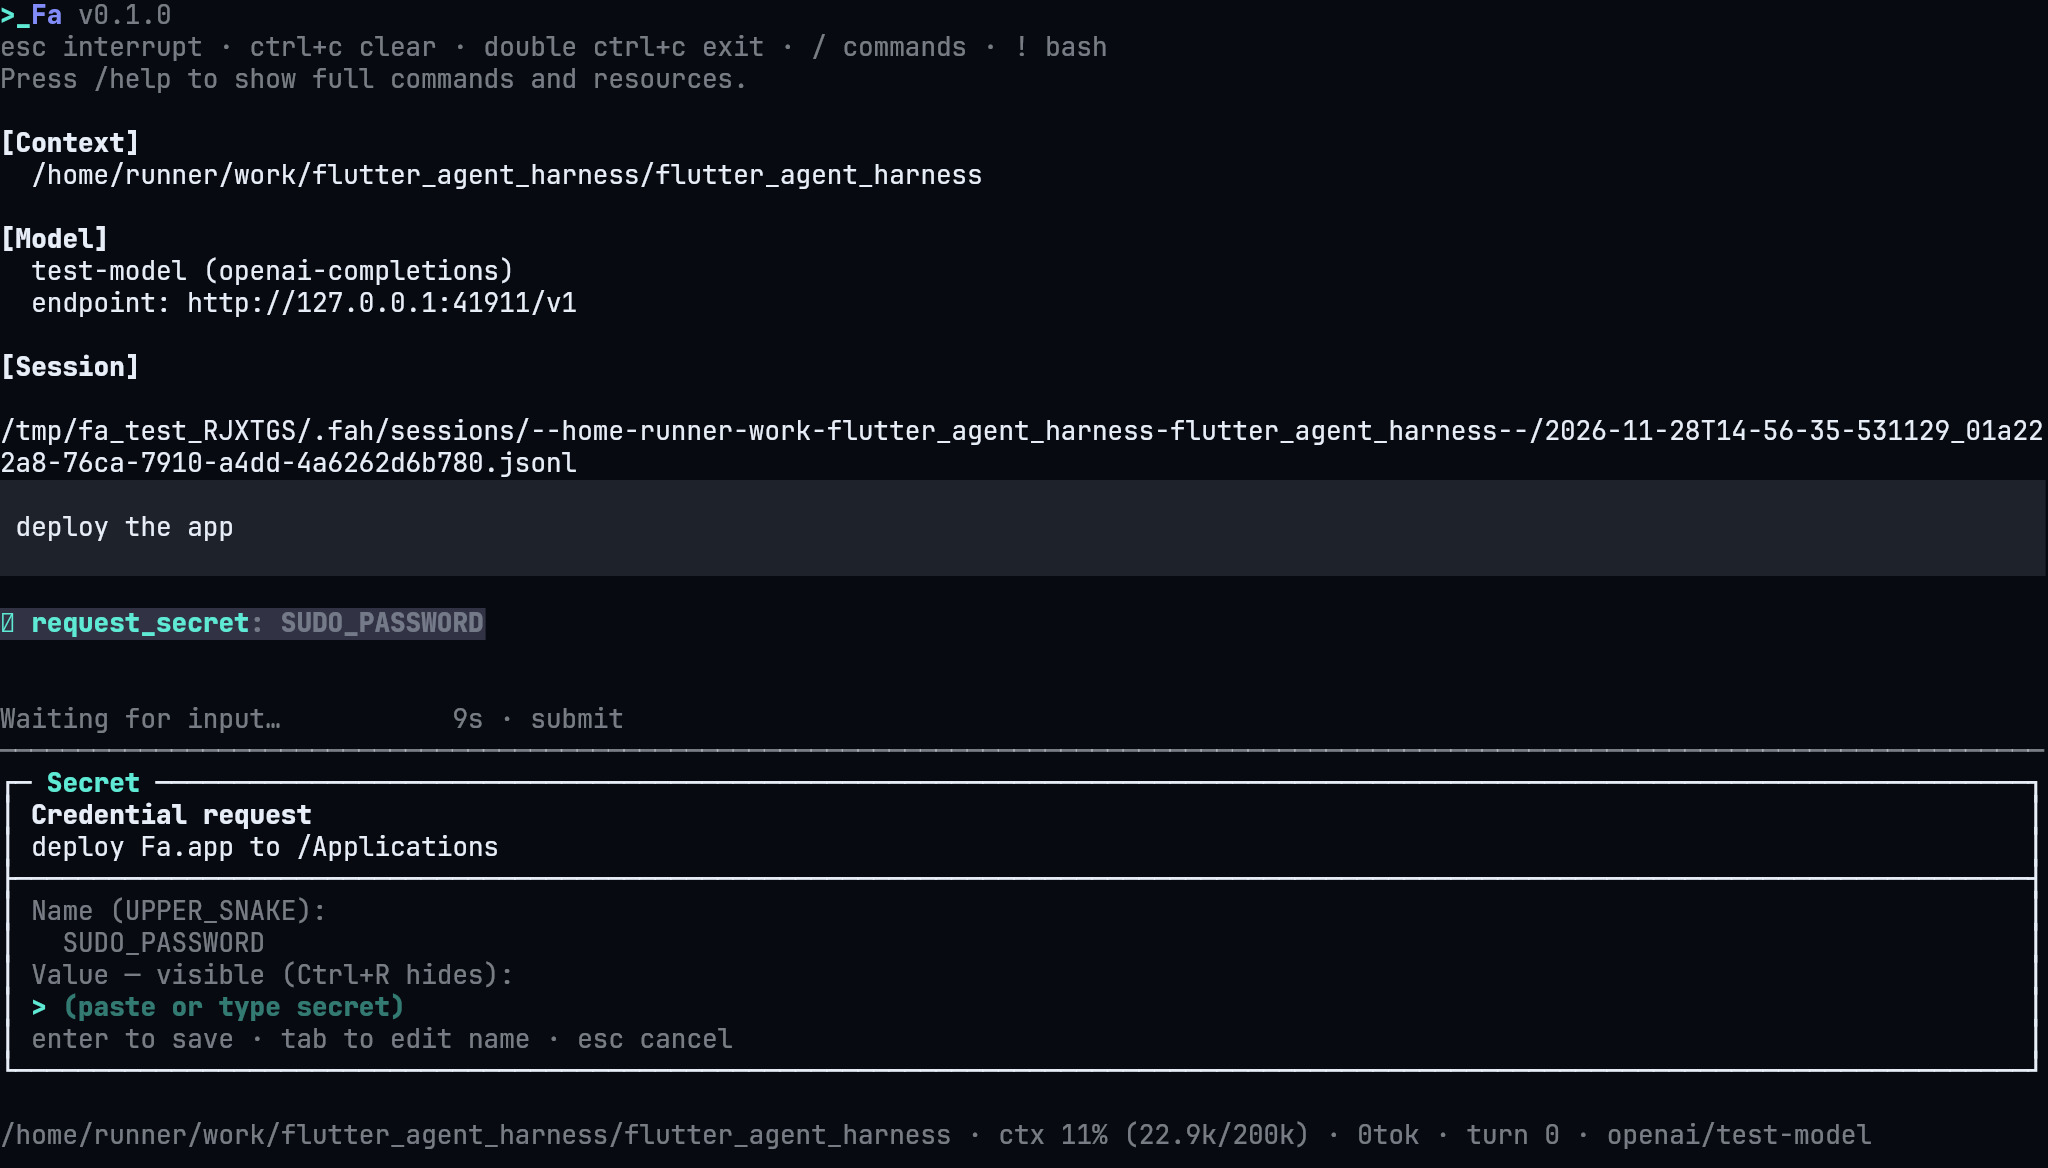 >_Fa v0.1.0
esc interrupt · ctrl+c clear · double ctrl+c exit · / commands · ! bash
Press /help to show full commands and resources.
[Context]
/home/runner/work/flutter_agent_harness/flutter_agent_harness
[Model]
test-model (openai-completions)
endpoint: http://127.0.0.1:41911/v1
[Session]
/tmp/fa_test_RJXTGS/.fah/sessions/--home-runner-work-flutter_agent_harness-flutter_agent_harness--/2026-11-28T14-56-35-531129_01a22
2a8-76ca-7910-a4dd-4a6262d6b780.jsonl
deploy the app
request_secret: SUDO_PASSWORD
Waiting for input… 9s · submit
Secret
Credential request
deploy Fa.app to /Applications
Name (UPPER_SNAKE):
SUDO_PASSWORD
Value — visible (Ctrl+R hides):
> (paste or type secret)
enter to save · tab to edit name · esc cancel
/home/runner/work/flutter_agent_harness/flutter_agent_harness · ctx 11% (22.9k/200k) · 0tok · turn 0 · openai/test-model